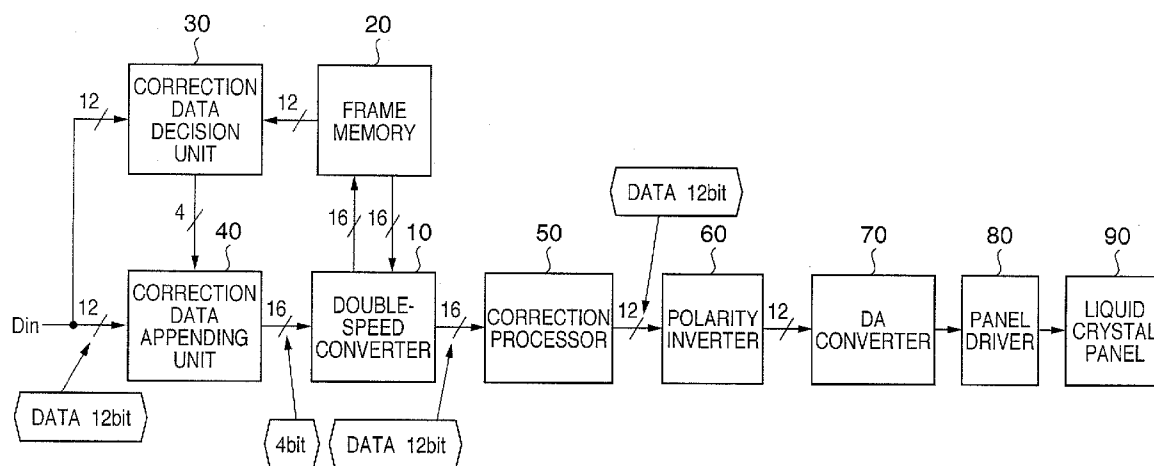 30
20
CORRECTION
DATA
DECISION
UNIT
FRAME
MEMORY
12
12
4
16
16
DATA 12bit
40
10
50
60
70
80
90
Din
12
CORRECTION
DATA
APPENDING
UNIT
16
DOUBLE-
SPEED
CONVERTER
16
CORRECTION
PROCESSOR
12
POLARITY
INVERTER
12
DA
CONVERTER
PANEL
DRIVER
LIQUID
CRYSTAL
PANEL
DATA 12bit
4bit
DATA 12bit